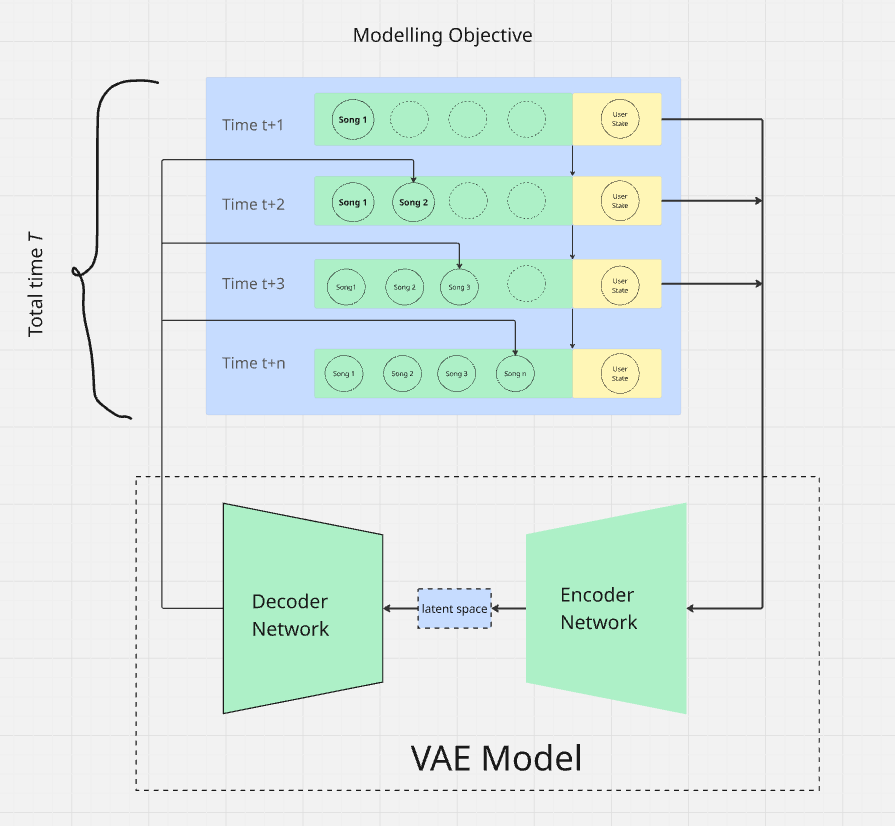 Modelling Objective
Total time T
Time t+1
Song 1
User
State
Time t+2
Song 1
Song 2
User
State
Time t+3
Song1
Song 2
Song 3
User
State
Time t+n
Song 1
Song 2
Song 3
Song n
User
State
Decoder
Network
latent space
Encoder
Network
VAE Model